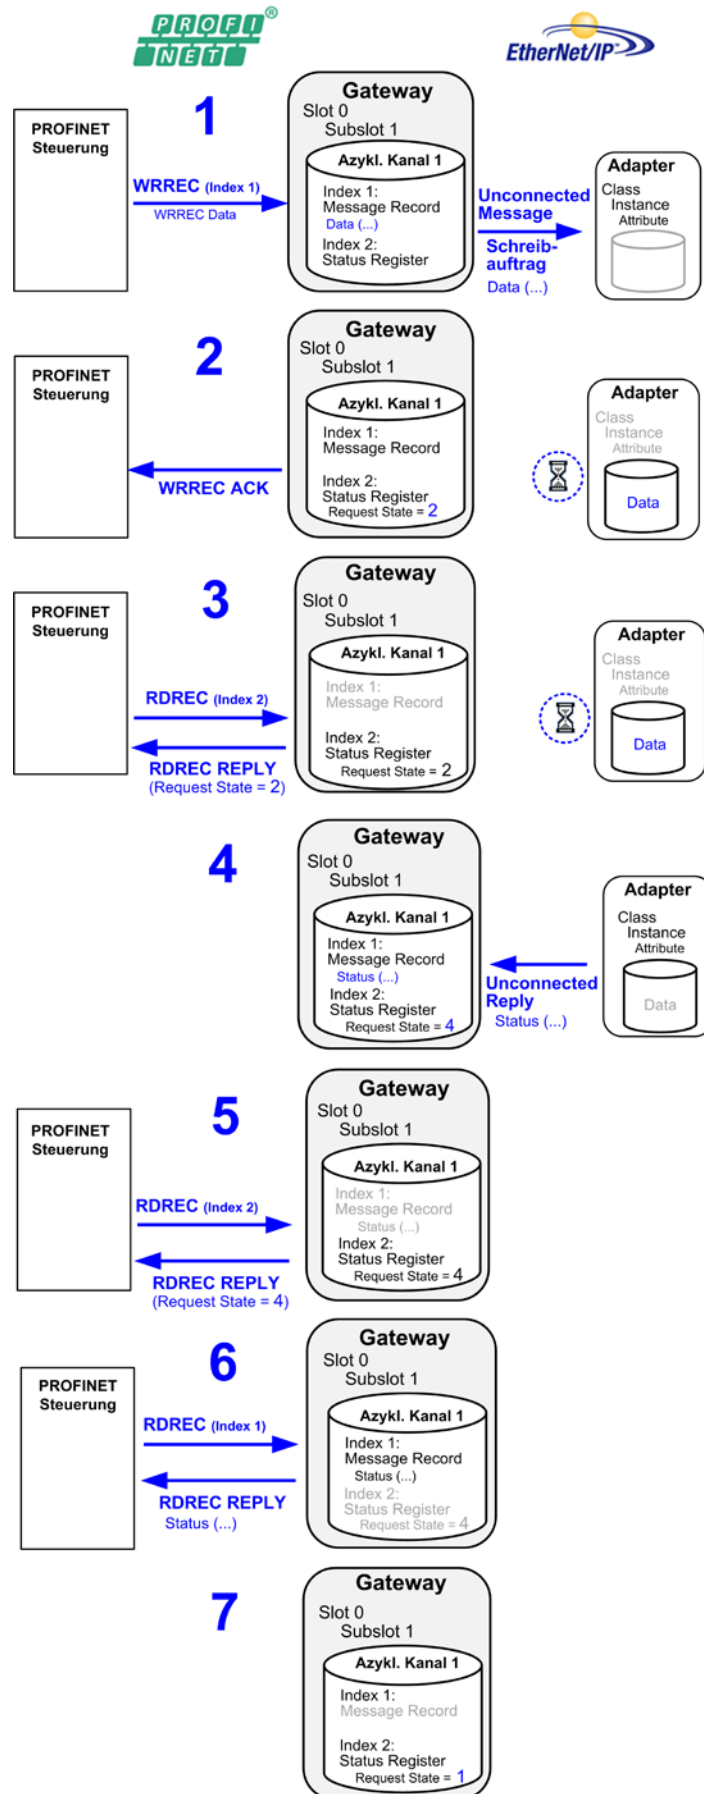 PROFI
NET
®
EtherNet/IP™
1
PROFINET
Steuerung
WRREC (Index 1)
WRREC Data
Gateway
Slot 0
Subslot 1
Azykl. Kanal 1
Index 1:
Message Record
Data (...)
Index 2:
Status Register
Unconnected
Message
Schreib-
auftrag
Data (...)
Adapter
Class
Instance
Attribute
2
PROFINET
Steuerung
WRREC ACK
Gateway
Slot 0
Subslot 1
Azykl. Kanal 1
Index 1:
Message Record
Index 2:
Status Register
Request State = 2
Adapter
Class
Instance
Attribute
Data
3
PROFINET
Steuerung
RDREC (Index 2)
RDREC REPLY
(Request State = 2)
Gateway
Slot 0
Subslot 1
Azykl. Kanal 1
Index 1:
Message Record
Index 2:
Status Register
Request State = 2
Adapter
Class
Instance
Attribute
Data
4
Gateway
Slot 0
Subslot 1
Azykl. Kanal 1
Index 1:
Message Record
Status (...)
Index 2:
Status Register
Request State = 4
Unconnected
Reply
Status (...)
Adapter
Class
Instance
Attribute
Data
5
PROFINET
Steuerung
RDREC (Index 2)
RDREC REPLY
(Request State = 4)
Gateway
Slot 0
Subslot 1
Azykl. Kanal 1
Index 1:
Message Record
Status (...)
Index 2:
Status Register
Request State = 4
6
PROFINET
Steuerung
RDREC (Index 1)
RDREC REPLY
Status (...)
Gateway
Slot 0
Subslot 1
Azykl. Kanal 1
Index 1:
Message Record
Status (...)
Index 2:
Status Register
Request State = 4
7
Gateway
Slot 0
Subslot 1
Azykl. Kanal 1
Index 1:
Message Record
Index 2:
Status Register
Request State = 1